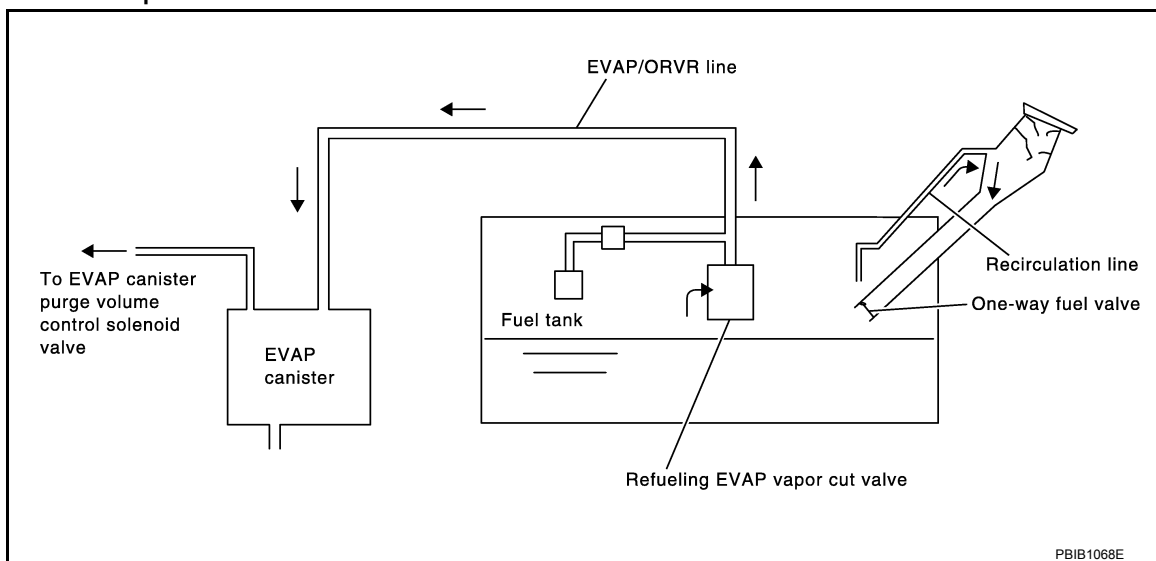 EVAP/ORVR line
To EVAP canister
purge volume
control solenoid
valve
EVAP
canister
Fuel tank
Recirculation line
One-way fuel valve
Refueling EVAP vapor cut valve
PBIB1068E